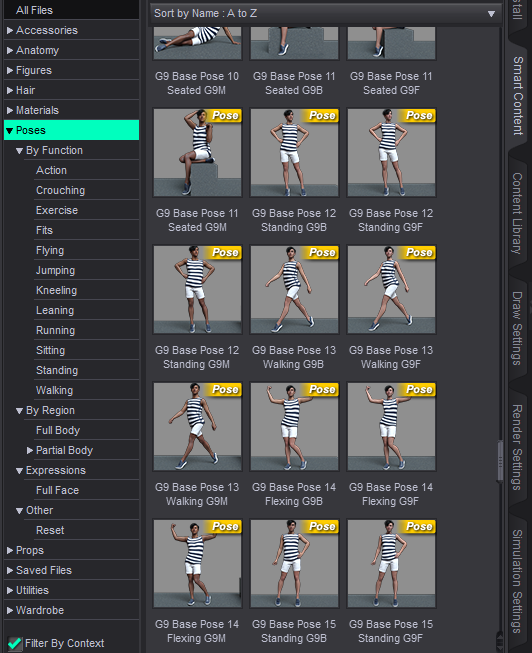 All Files
Accessories
Anatomy
Figures
Hair
Materials
Poses
By Function
Action
Crouching
Exercise
Fits
Flying
Jumping
Kneeling
Leaning
Running
Sitting
Standing
Walking
By Region
Full Body
Partial Body
Expressions
Full Face
Other
Reset
Props
Saved Files
Utilities
Wardrobe
Filter By Context
Sort by Name : A to Z
G9 Base Pose 10
Seated G9M
G9 Base Pose 11
Seated G9B
G9 Base Pose 11
Seated G9F
Pose
G9 Base Pose 11
Seated G9M
Pose
G9 Base Pose 12
Standing G9B
Pose
G9 Base Pose 12
Standing G9F
Pose
G9 Base Pose 12
Standing G9M
Pose
G9 Base Pose 13
Walking G9B
Pose
G9 Base Pose 13
Walking G9F
Pose
G9 Base Pose 13
Walking G9M
Pose
G9 Base Pose 14
Flexing G9B
Pose
G9 Base Pose 14
Flexing G9F
Pose
G9 Base Pose 14
Flexing G9M
Pose
G9 Base Pose 15
Standing G9B
Pose
G9 Base Pose 15
Standing G9F
Smart Content
Content Library
Draw Settings
Render Settings
Simulation Settings